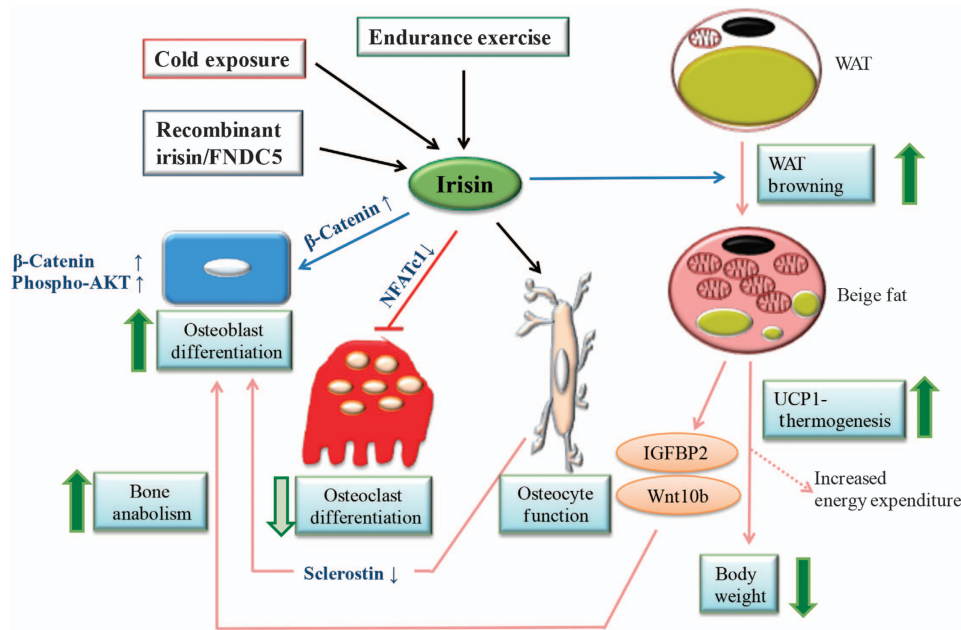 Endurance exercise
Cold exposure
Recombinant
irisin/FNDC5
Irisin
WAT
WAT
browning
β-Catenin ↑
β-Catenin ↑
Phospho-AKT ↑
NFATc1↓
Beige fat
Osteoblast
differentiation
UCP1-
thermogenesis
IGFBP2
Wnt10b
Increased
energy expenditure
Bone
anabolism
Osteoclast
differentiation
Osteocyte
function
Sclerostin ↓
Body
weight